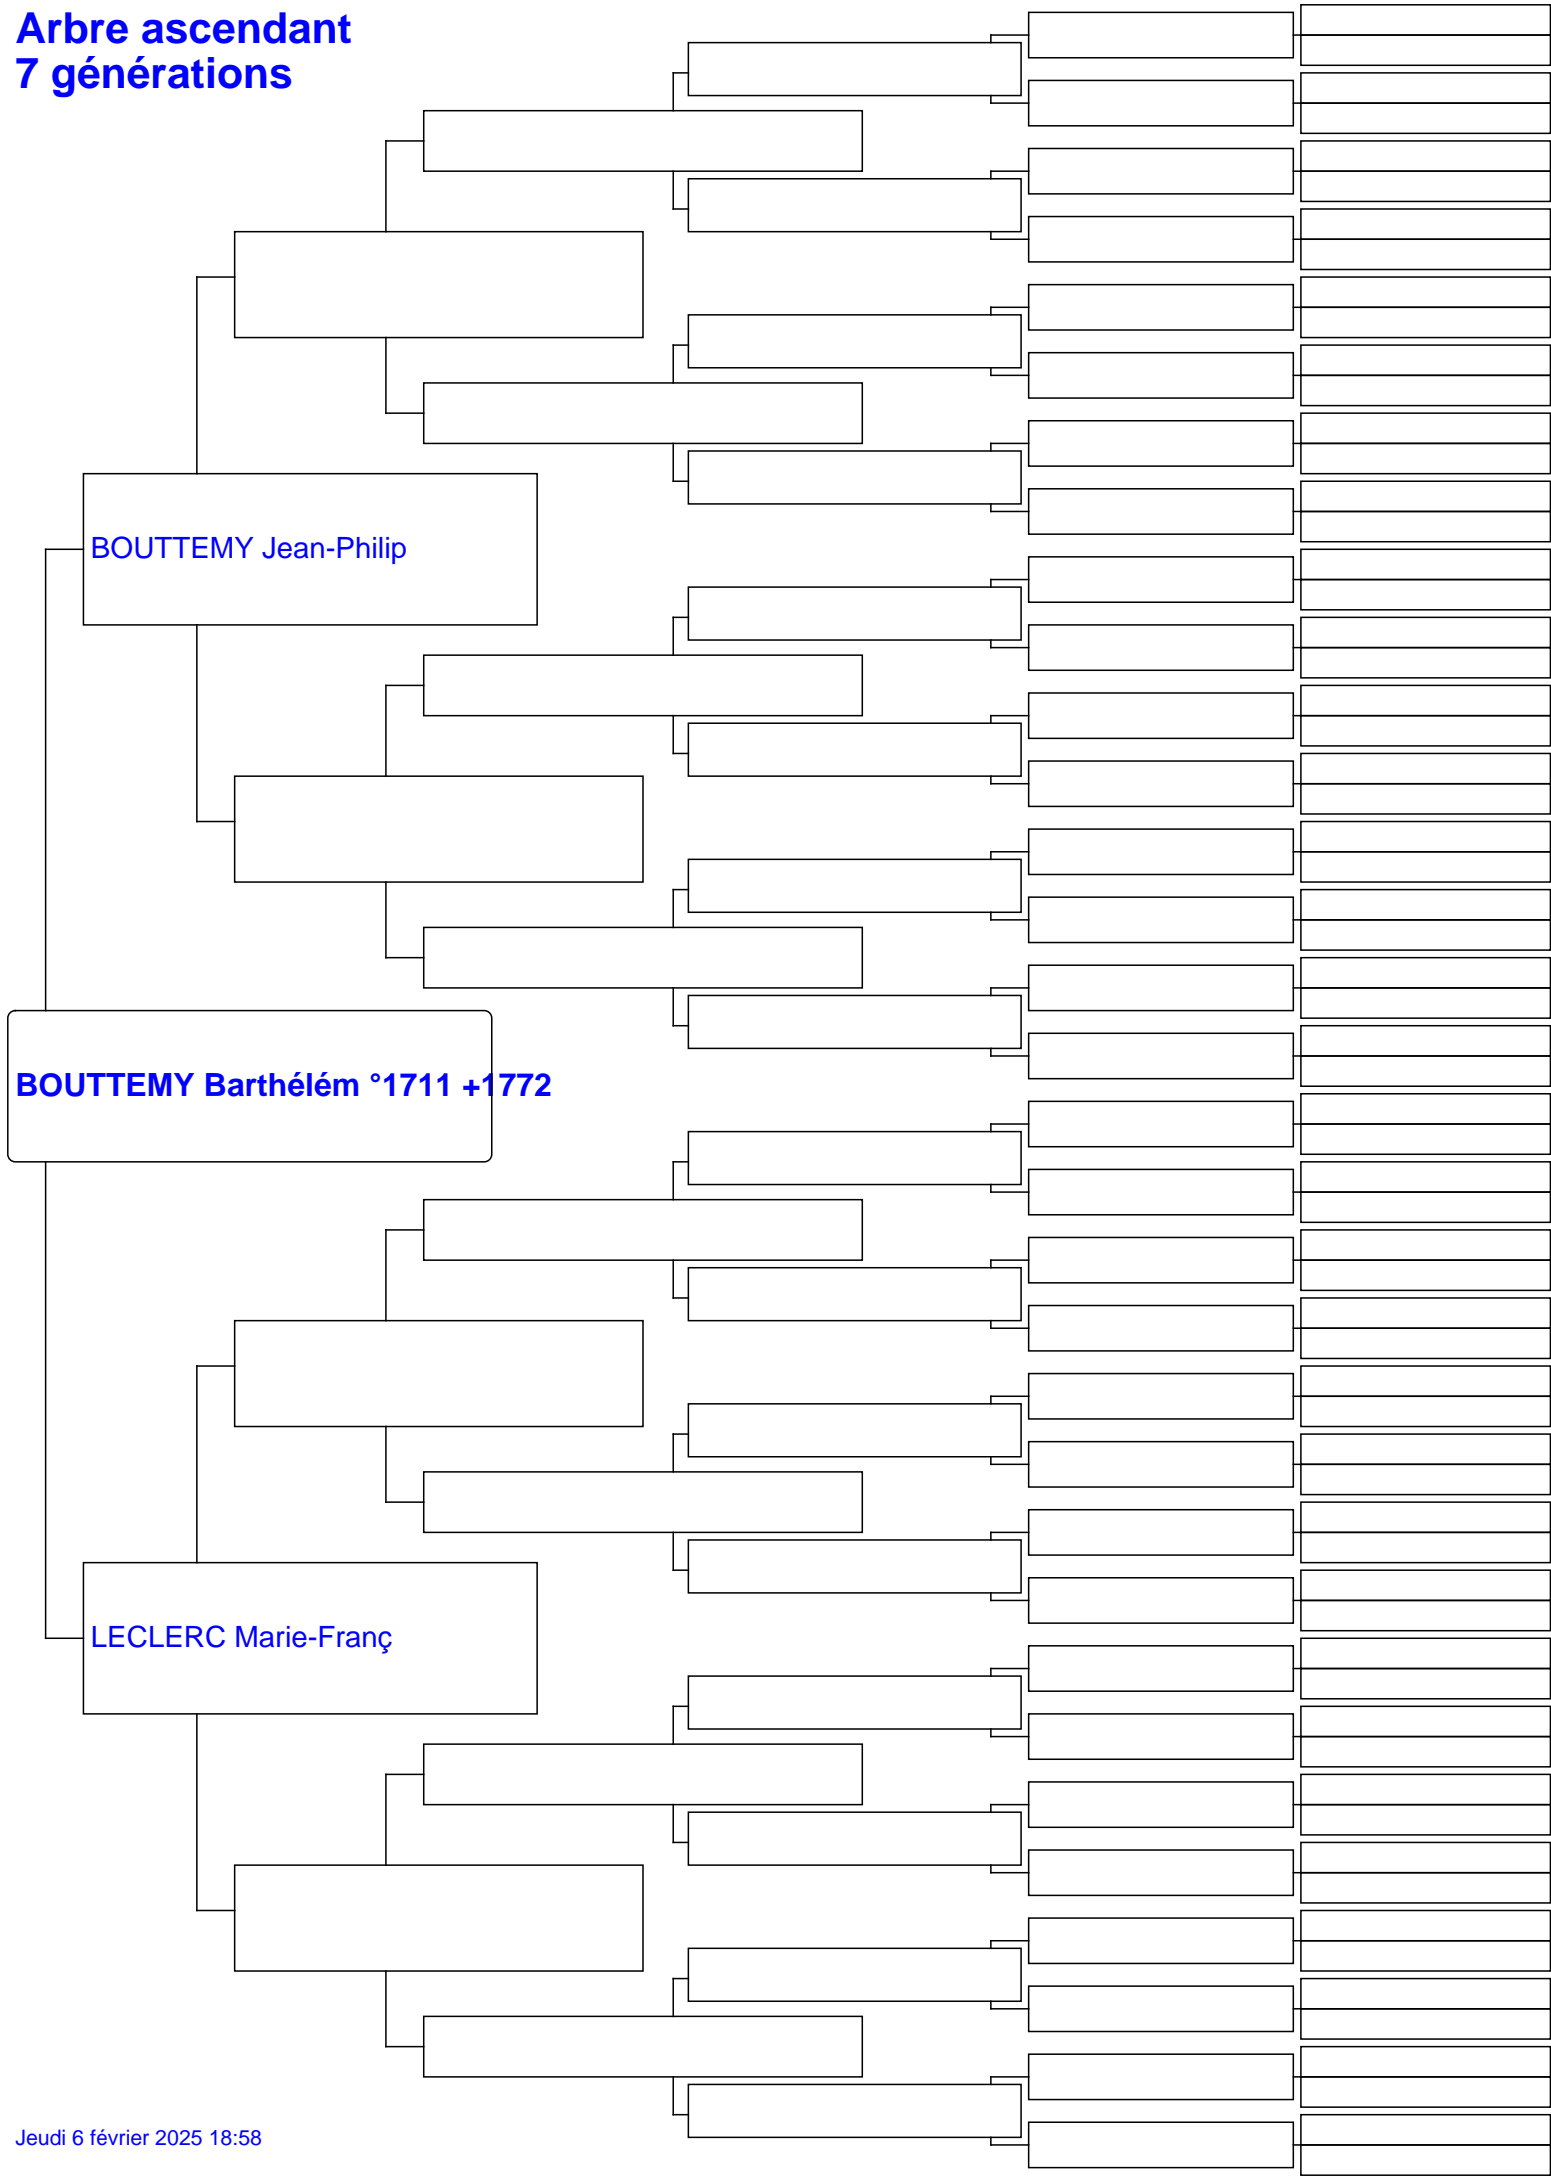 Arbre ascendant
7 générations
BOUTTEMY Jean-Philip
BOUTTEMY Barthélém °1711 +1772
LECLERC Marie-Franç
Jeudi 6 février 2025 18:58